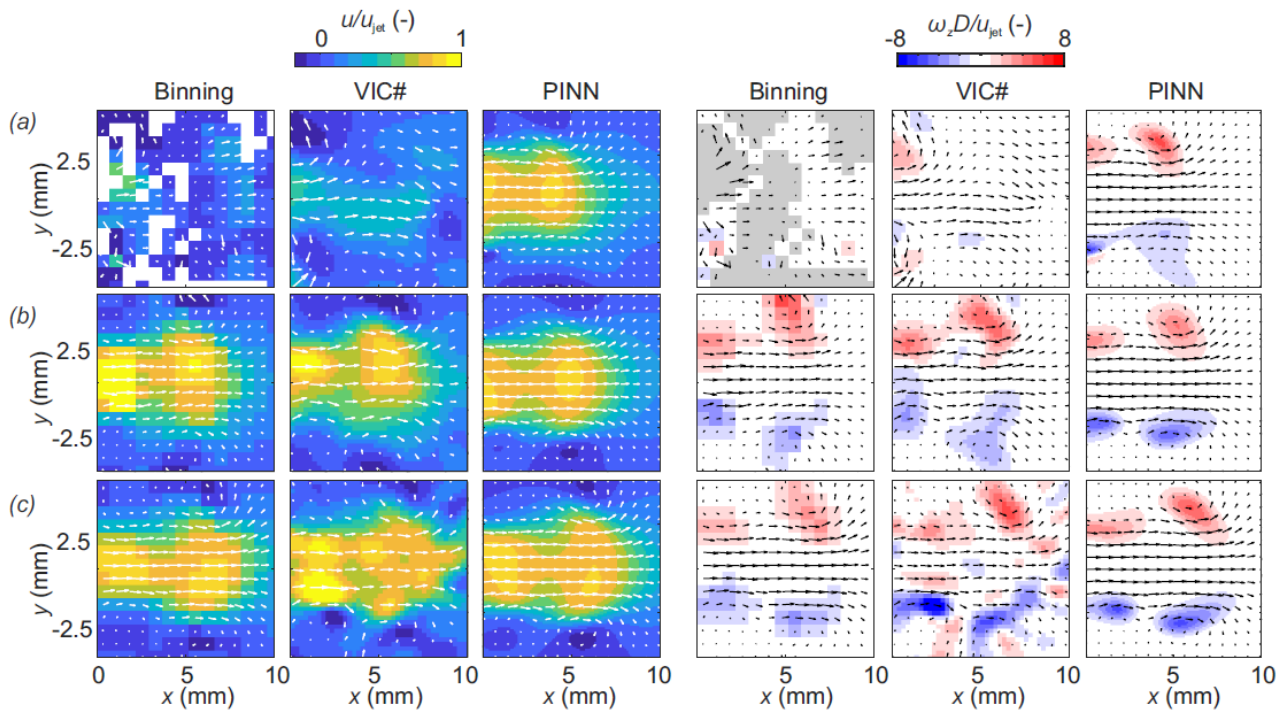 u/u_jet (-)
0 1
ω_zD/u_jet (-)
-8 8
Binning VIC# PINN Binning VIC# PINN
(a)
2.5
y (mm)
-2.5
(b)
2.5
y (mm)
-2.5
(c)
2.5
y (mm)
-2.5
0 5 10 5 10 5 10 5 10 5 10 5 10
x (mm) x (mm) x (mm) x (mm) x (mm) x (mm)